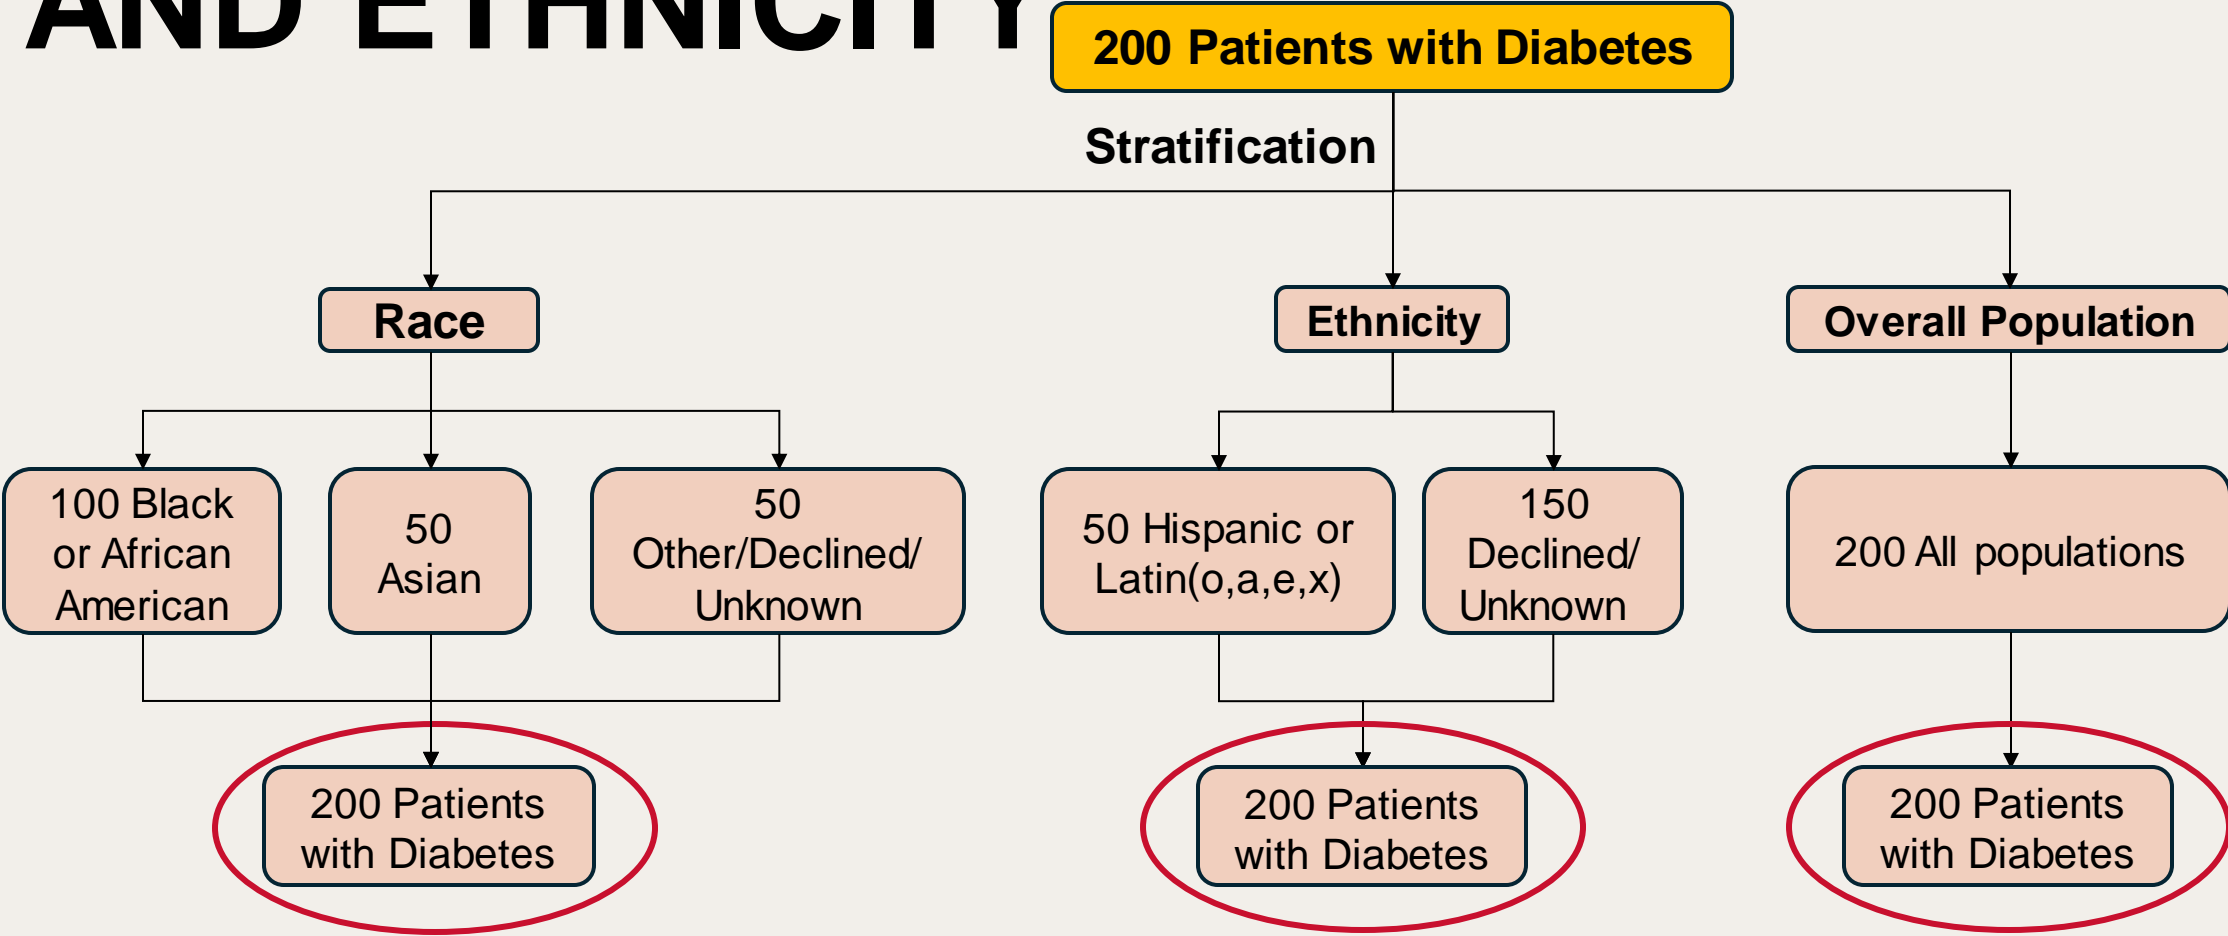 AND ETHNICITY
200 Patients with Diabetes
Stratification
Race
Ethnicity
Overall Population
100 Black
or African
American
50
Asian
50
Other/Declined/
Unknown
50 Hispanic or
Latin(o,a,e,x)
150
Declined/
Unknown
200 All populations
200 Patients
with Diabetes
200 Patients
with Diabetes
200 Patients
with Diabetes